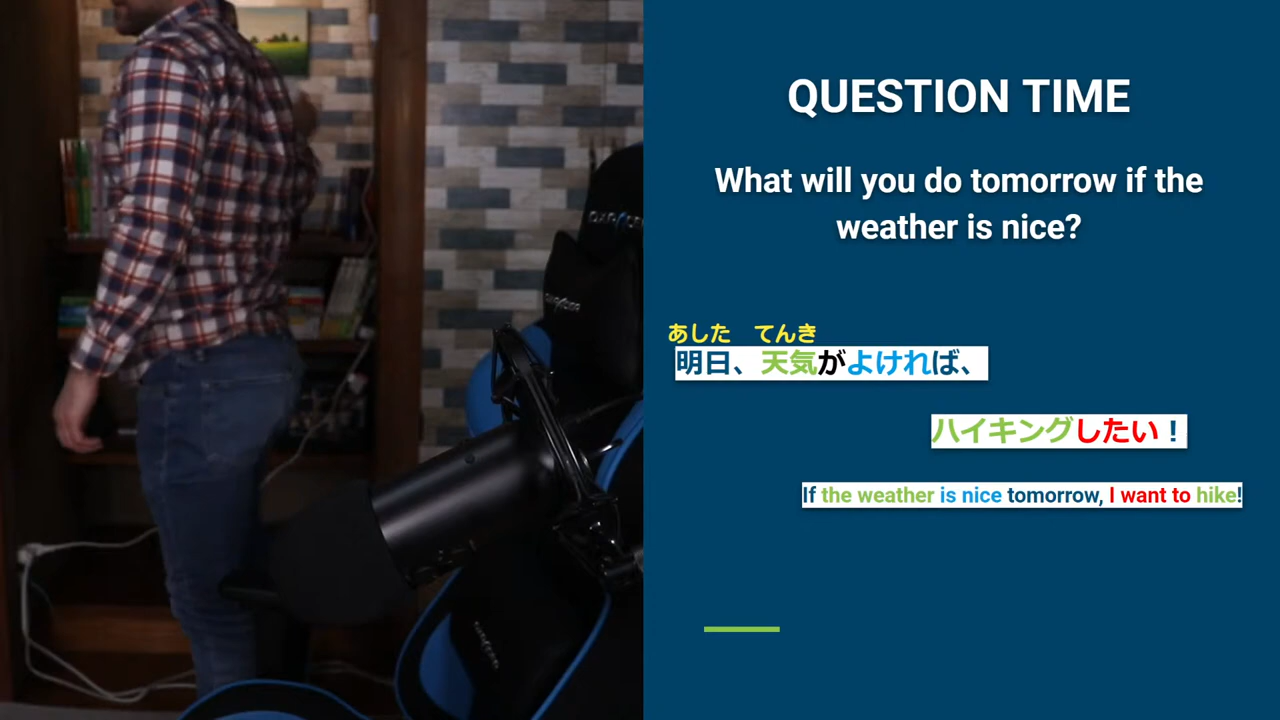 QUESTION TIME
What will you do tomorrow if the
weather is nice?
あした てんき
明日、天気がよければ、
ハイキングしたい！
If the weather is nice tomorrow, I want to hike!